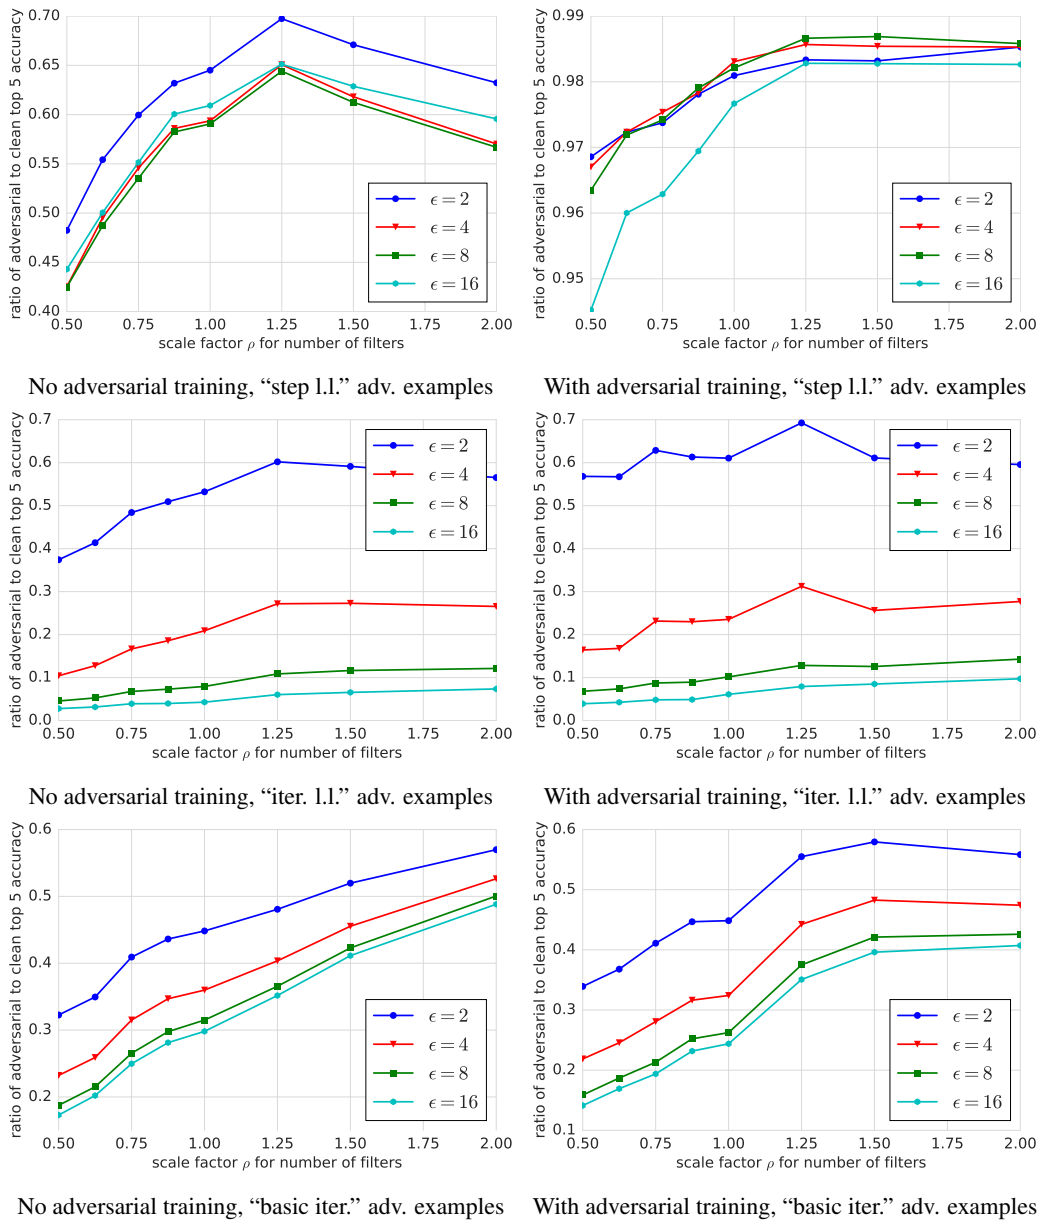 ratio of adversarial to clean top 5 accuracy
0.70
0.65
0.60
0.55
0.50
0.45
0.40
0.50 0.75 1.00 1.25 1.50 1.75 2.00
scale factor ρ for number of filters
ϵ = 2
ϵ = 4
ϵ = 8
ϵ = 16
No adversarial training, “step l.l.” adv. examples
ratio of adversarial to clean top 5 accuracy
0.99
0.98
0.97
0.96
0.95
0.50 0.75 1.00 1.25 1.50 1.75 2.00
scale factor ρ for number of filters
ϵ = 2
ϵ = 4
ϵ = 8
ϵ = 16
With adversarial training, “step l.l.” adv. examples
ratio of adversarial to clean top 5 accuracy
0.7
0.6
0.5
0.4
0.3
0.2
0.1
0.0
0.50 0.75 1.00 1.25 1.50 1.75 2.00
scale factor ρ for number of filters
ϵ = 2
ϵ = 4
ϵ = 8
ϵ = 16
No adversarial training, “iter. l.l.” adv. examples
ratio of adversarial to clean top 5 accuracy
0.7
0.6
0.5
0.4
0.3
0.2
0.1
0.0
0.50 0.75 1.00 1.25 1.50 1.75 2.00
scale factor ρ for number of filters
ϵ = 2
ϵ = 4
ϵ = 8
ϵ = 16
With adversarial training, “iter. l.l.” adv. examples
ratio of adversarial to clean top 5 accuracy
0.6
0.5
0.4
0.3
0.2
0.50 0.75 1.00 1.25 1.50 1.75 2.00
scale factor ρ for number of filters
ϵ = 2
ϵ = 4
ϵ = 8
ϵ = 16
No adversarial training, “basic iter.” adv. examples
ratio of adversarial to clean top 5 accuracy
0.6
0.5
0.4
0.3
0.2
0.1
0.50 0.75 1.00 1.25 1.50 1.75 2.00
scale factor ρ for number of filters
ϵ = 2
ϵ = 4
ϵ = 8
ϵ = 16
With adversarial training, “basic iter.” adv. examples